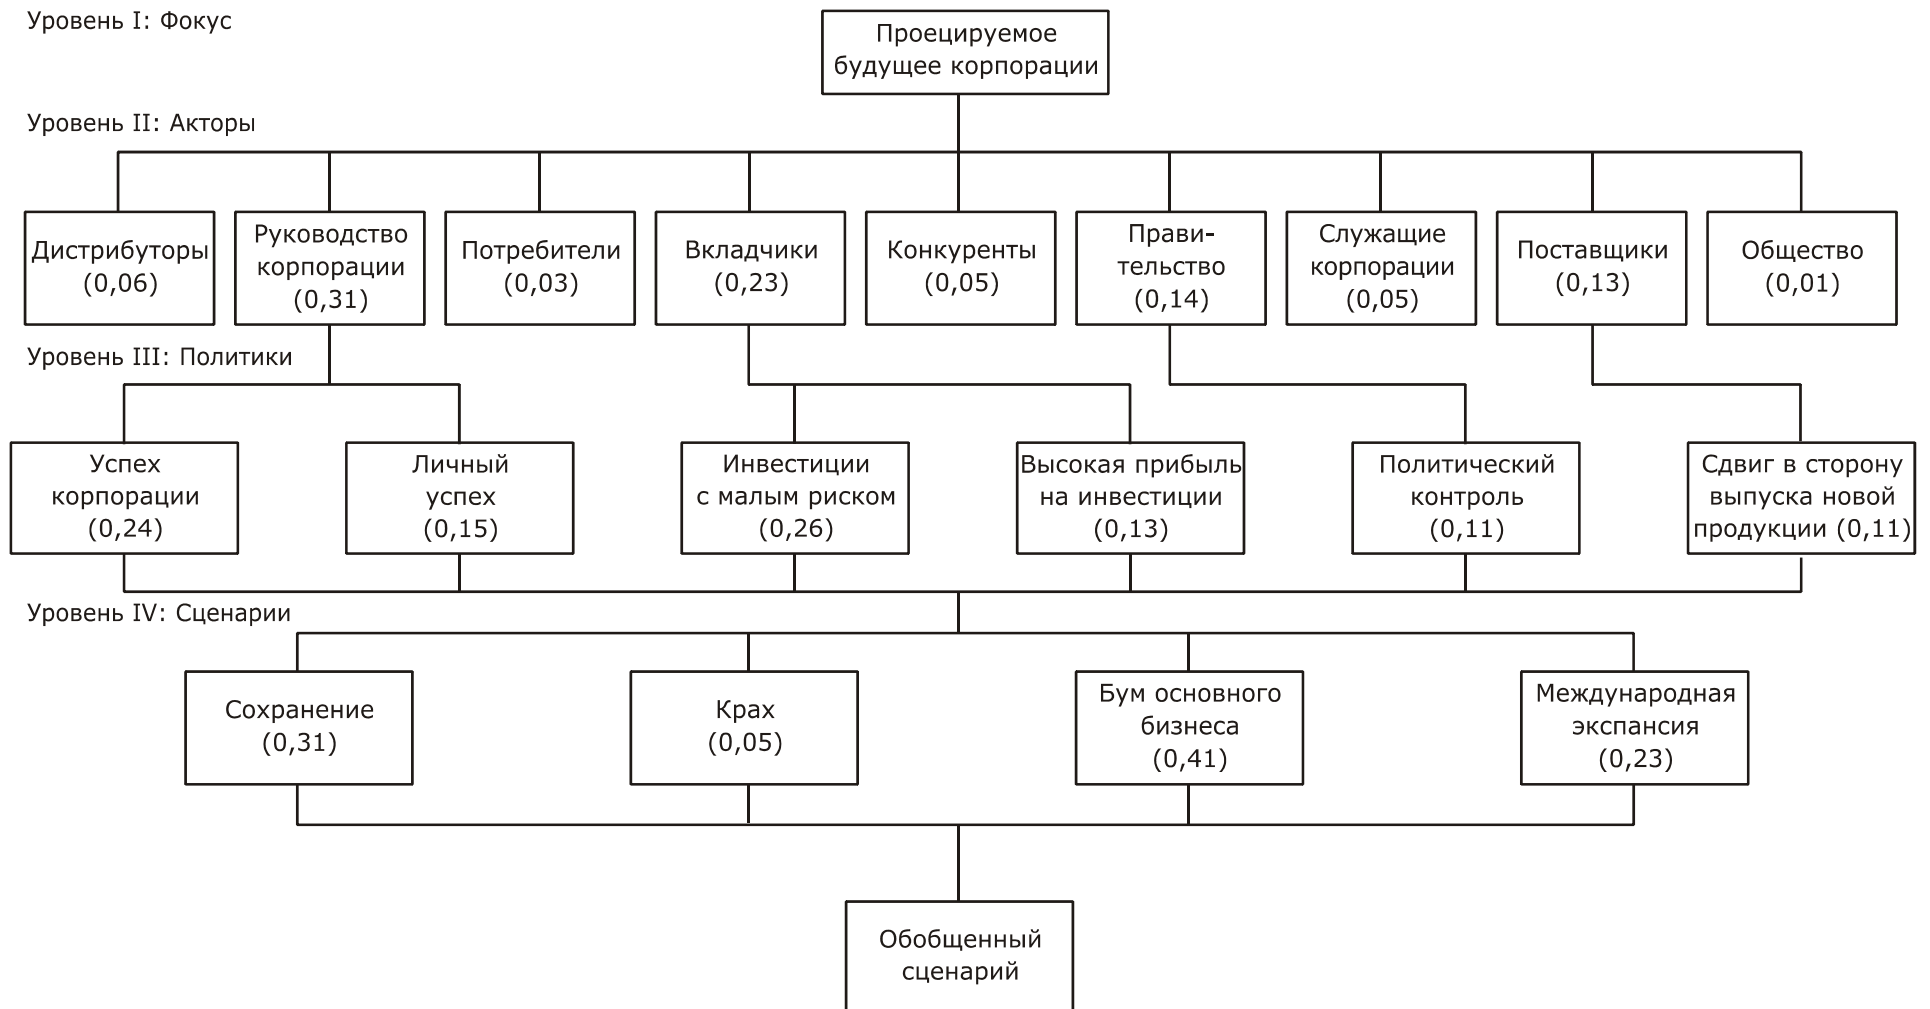 Уровень I: Фокус
Проецируемое
будущее корпорации
Уровень II: Акторы
Дистрибуторы
(0,06)
Руководство
корпорации
(0,31)
Потребители
(0,03)
Вкладчики
(0,23)
Конкуренты
(0,05)
Прави-
тельство
(0,14)
Служащие
корпорации
(0,05)
Поставщики
(0,13)
Общество
(0,01)
Уровень III: Политики
Успех
корпорации
(0,24)
Личный
успех
(0,15)
Инвестиции
с малым риском
(0,26)
Высокая прибыль
на инвестиции
(0,13)
Политический
контроль
(0,11)
Сдвиг в сторону
выпуска новой
продукции (0,11)
Уровень IV: Сценарии
Сохранение
(0,31)
Крах
(0,05)
Бум основного
бизнеса
(0,41)
Международная
экспансия
(0,23)
Обобщенный
сценарий